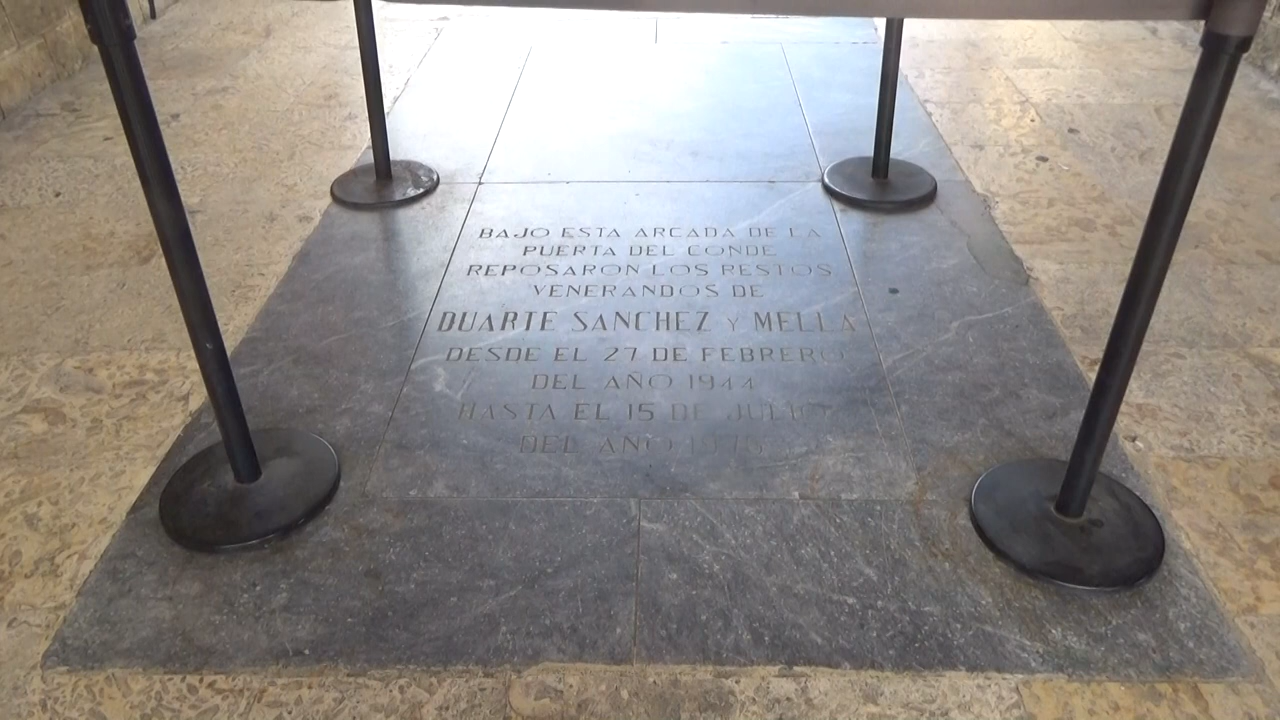 BAJO ESTA ARCADA DE LA
PUERTA DEL CONDE
REPOSARON LOS RESTOS
VENERANDOS DE
DUARTE SANCHEZ Y MELLA
DESDE EL 27 DE FEBRERO
DEL AÑO 1944
HASTA EL 15 DE JULIO
DEL AÑO